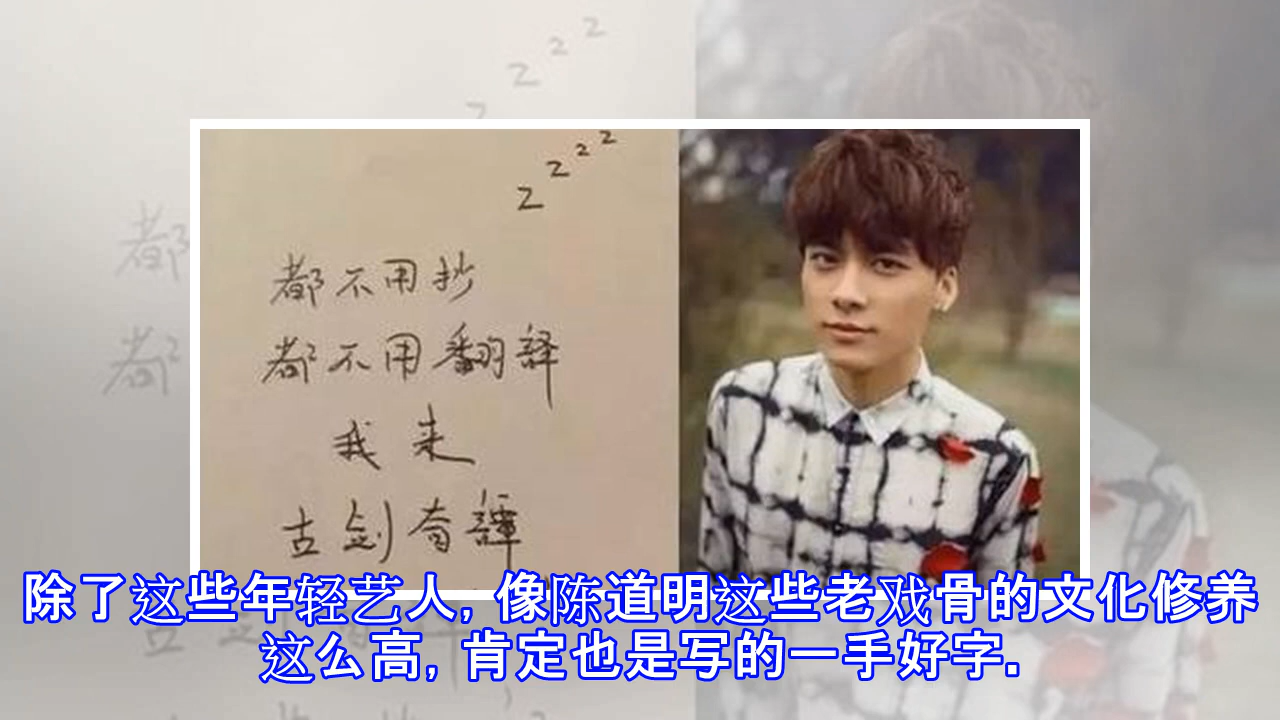 z z z z
都不用抄
都不用翻譯
我来
古剑奇譚
除了这些年轻艺人, 像陈道明这些老戏骨的文化修养
这么高, 肯定也是写的一手好字.